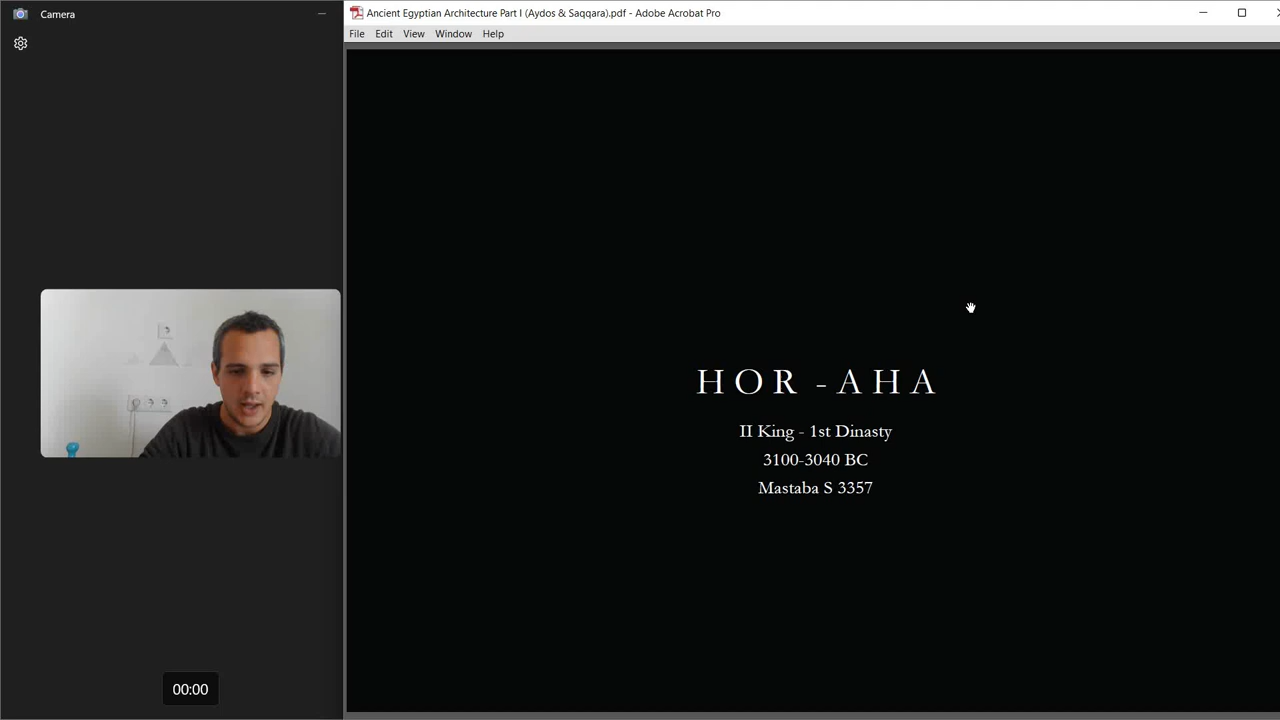 Camera
Ancient Egyptian Architecture Part I (Aydos & Saqqara).pdf - Adobe Acrobat Pro
File Edit View Window Help
HOR - AHA
II King - 1st Dinasty
3100-3040 BC
Mastaba S 3357
00:00